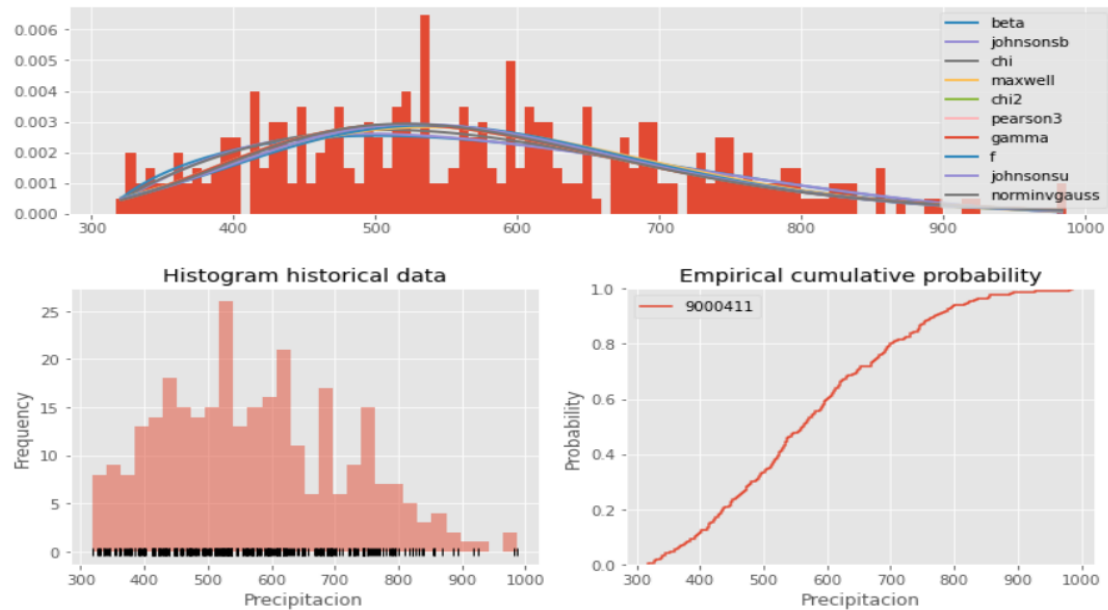 0.006
0.005
0.004
0.003
0.002
0.001
0.000
300 400 500 600 700 800 900 1000
beta
johnsonsb
chi
maxwell
chi2
pearson3
gamma
f
johnsonsu
norminvgauss
Histogram historical data
Frequency
25
20
15
10
5
0
300 400 500 600 700 800 900 1000
Precipitacion
Empirical cumulative probability
9000411
Probability
1.0
0.8
0.6
0.4
0.2
0.0
300 400 500 600 700 800 900 1000
Precipitacion